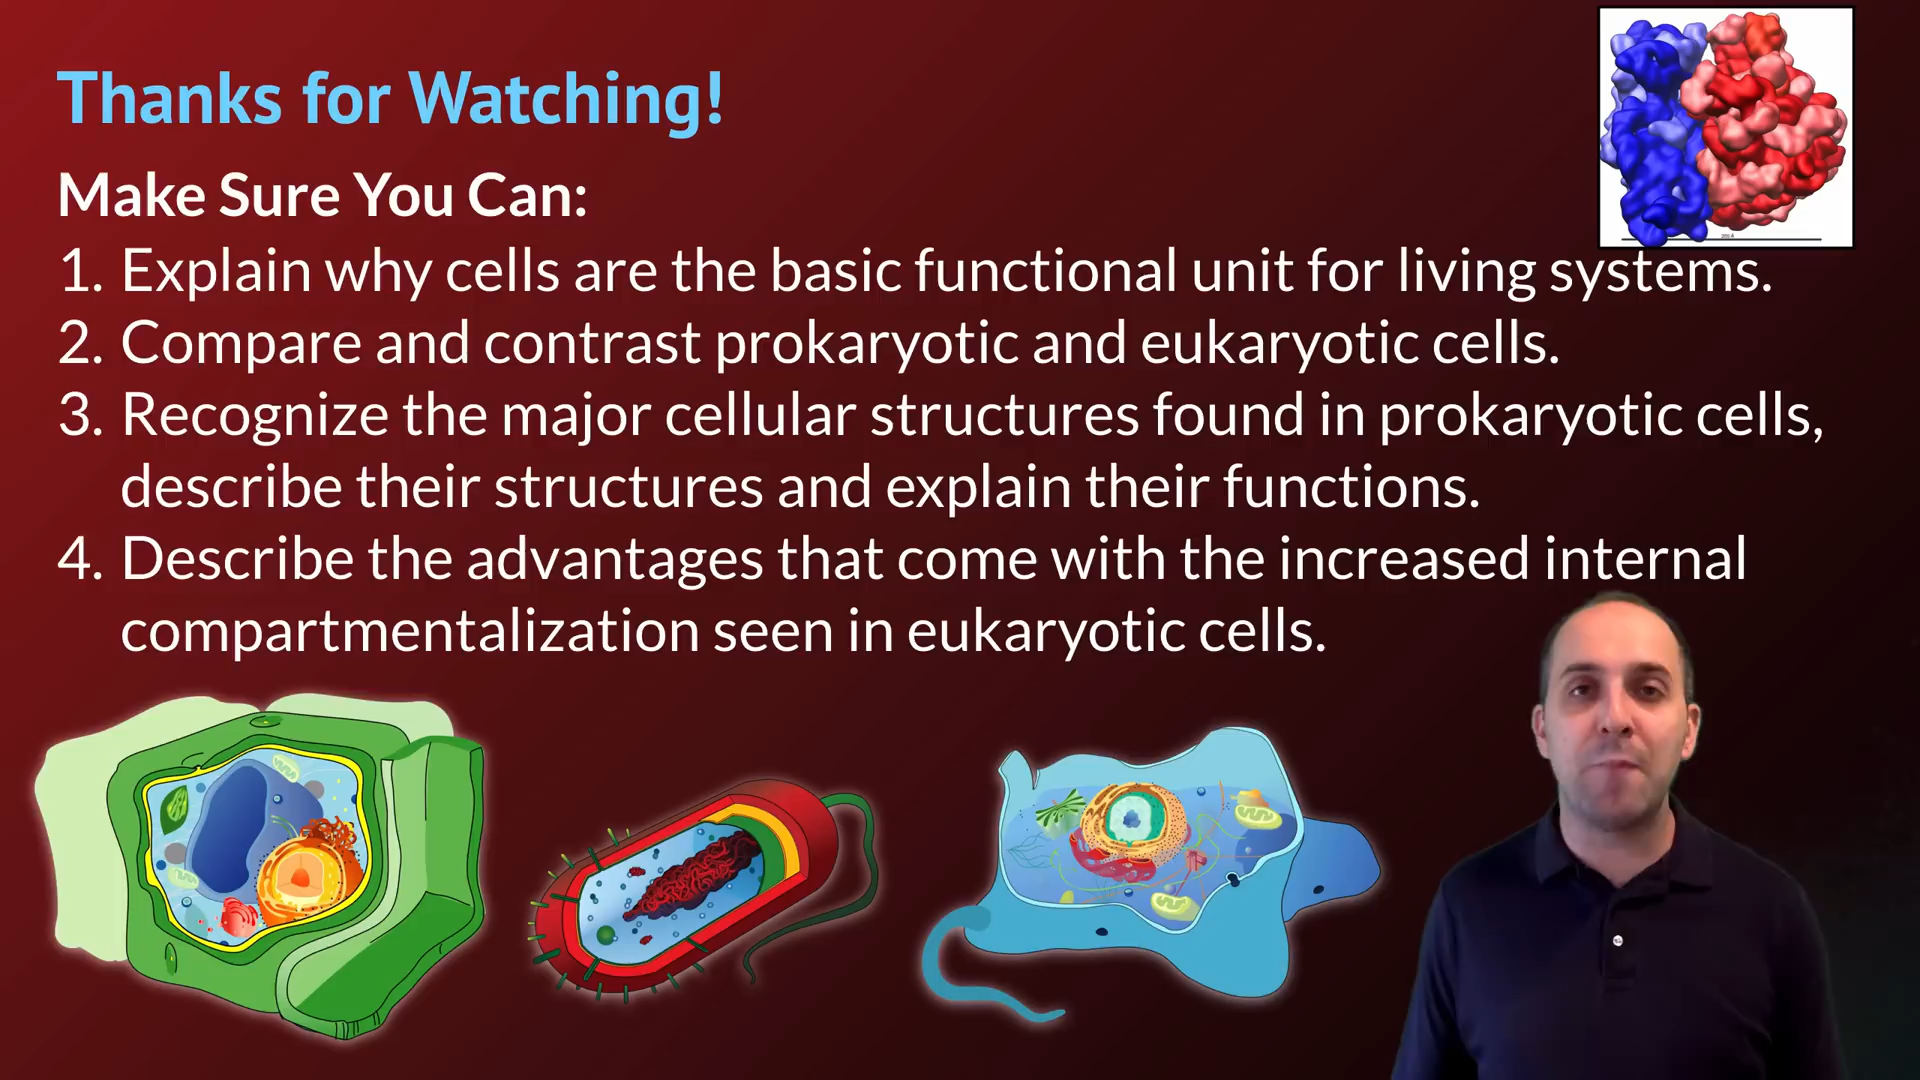 Thanks for Watching!
Make Sure You Can:
1. Explain why cells are the basic functional unit for living systems.
2. Compare and contrast prokaryotic and eukaryotic cells.
3. Recognize the major cellular structures found in prokaryotic cells,
describe their structures and explain their functions.
4. Describe the advantages that come with the increased internal
compartmentalization seen in eukaryotic cells.